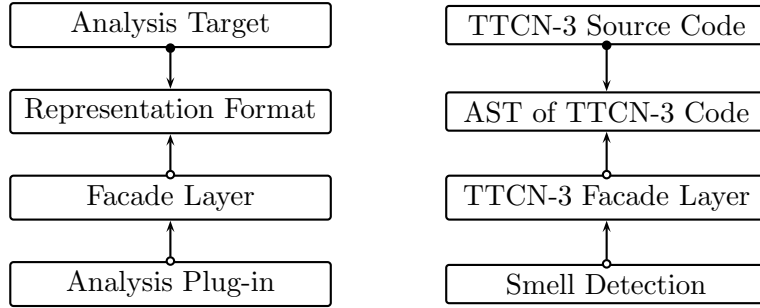 Analysis Target
Representation Format
Facade Layer
Analysis Plug-in
TTCN-3 Source Code
AST of TTCN-3 Code
TTCN-3 Facade Layer
Smell Detection